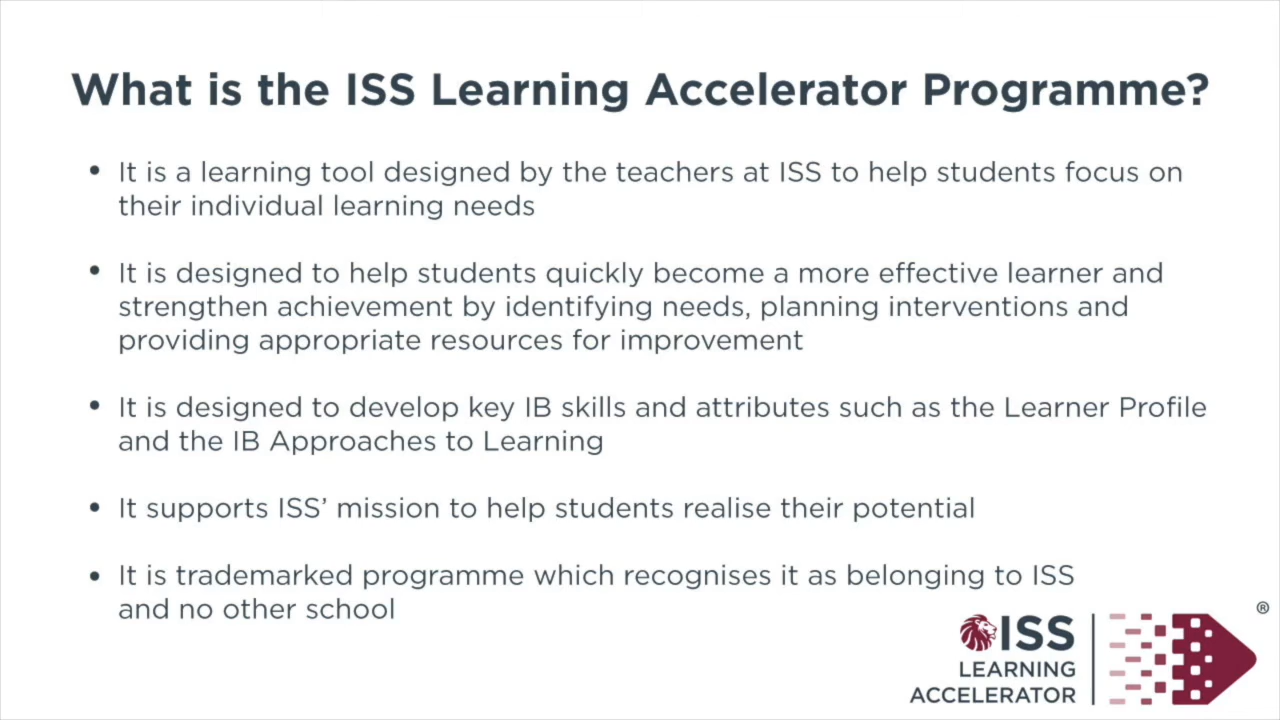 What is the ISS Learning Accelerator Programme?
• It is a learning tool designed by the teachers at ISS to help students focus on
their individual learning needs
• It is designed to help students quickly become a more effective learner and
strengthen achievement by identifying needs, planning interventions and
providing appropriate resources for improvement
• It is designed to develop key IB skills and attributes such as the Learner Profile
and the IB Approaches to Learning
• It supports ISS’ mission to help students realise their potential
• It is trademarked programme which recognises it as belonging to ISS
and no other school
ISS
LEARNING
ACCELERATOR
®